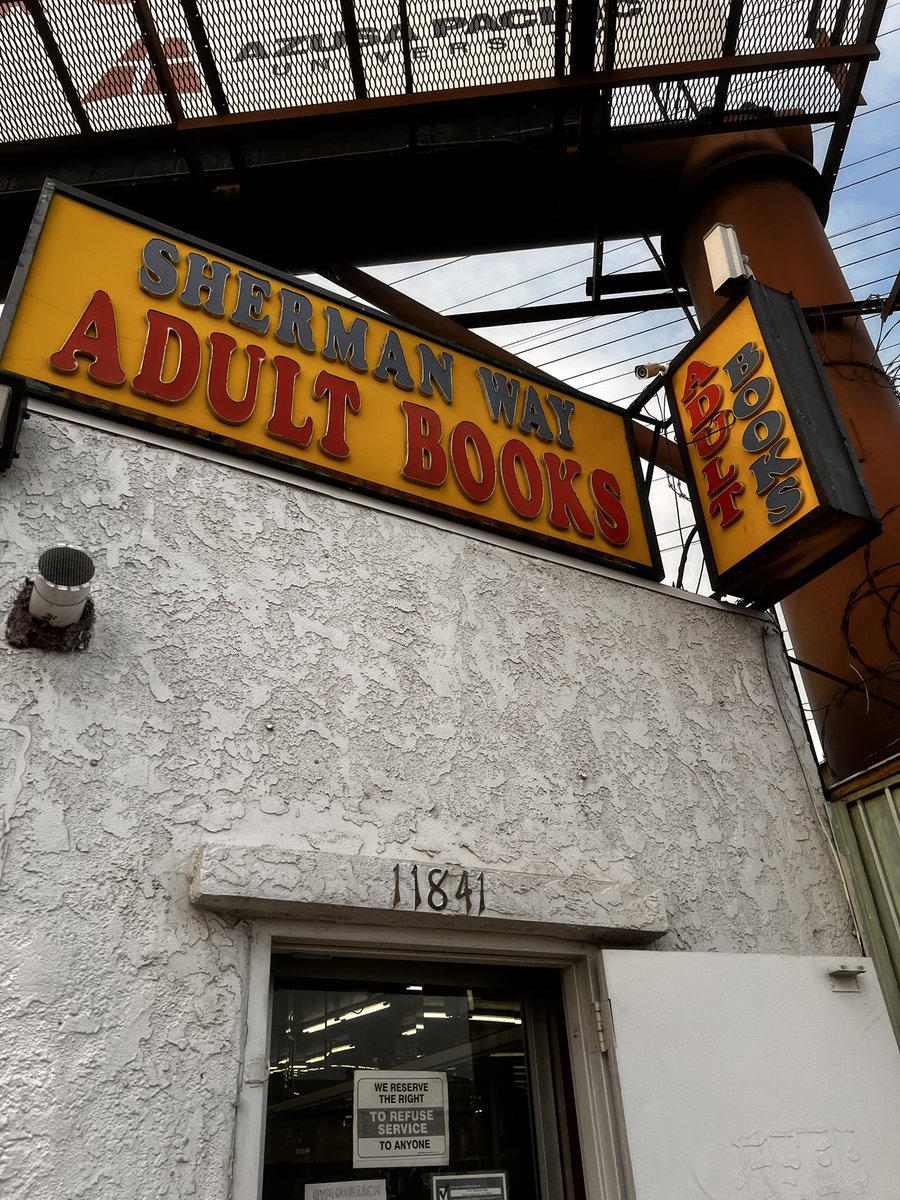 AZUSA PACIFIC
UNIVERSITY
SHERMAN WAY
ADULT BOOKS
ADULT
BOOKS
11841
WE RESERVE
THE RIGHT
TO REFUSE
SERVICE
TO ANYONE